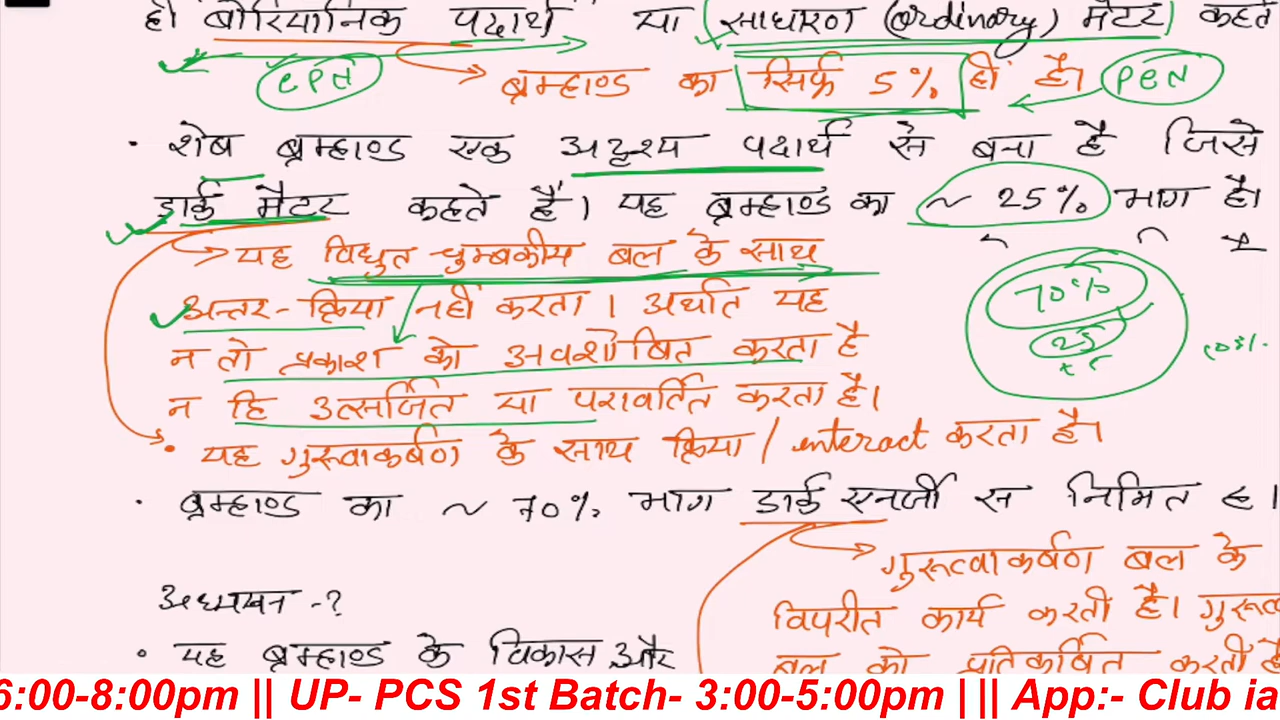 हैं। बोरियानिक पदार्थ या साधारण (ordinary) मैटर कहते
ब्रम्हाण्ड का सिर्फ 5% ही है।
· शेष ब्रम्हाण्ड एक अदृश्य पदार्थ से बना है जिसे
डार्क मैटर कहते हैं। यह ब्रम्हाण्ड का ~ 25% भाग है।
→ यह विद्युत-चुम्बकीय बल के साथ
अन्तर-क्रिया नहीं करता। अर्थात यह
70%
न तो प्रकाश को अवशोषित करता है
25
न हि उत्सर्जित या परावर्तित करता है।
· यह गुरुत्वाकर्षण के साथ क्रिया/ interact करता है।
· ब्रम्हाण्ड का ~ 70% भाग डार्क एनर्जी
गुरुत्वाकर्षण बल के
अध्ययन -?
विपरीत कार्य करती है।
· यह ब्रम्हाण्ड के विकास और
बल को प्रतिकर्षित करती है
6:00-8:00pm || UP- PCS 1st Batch- 3:00-5:00pm | || App:- Club ia